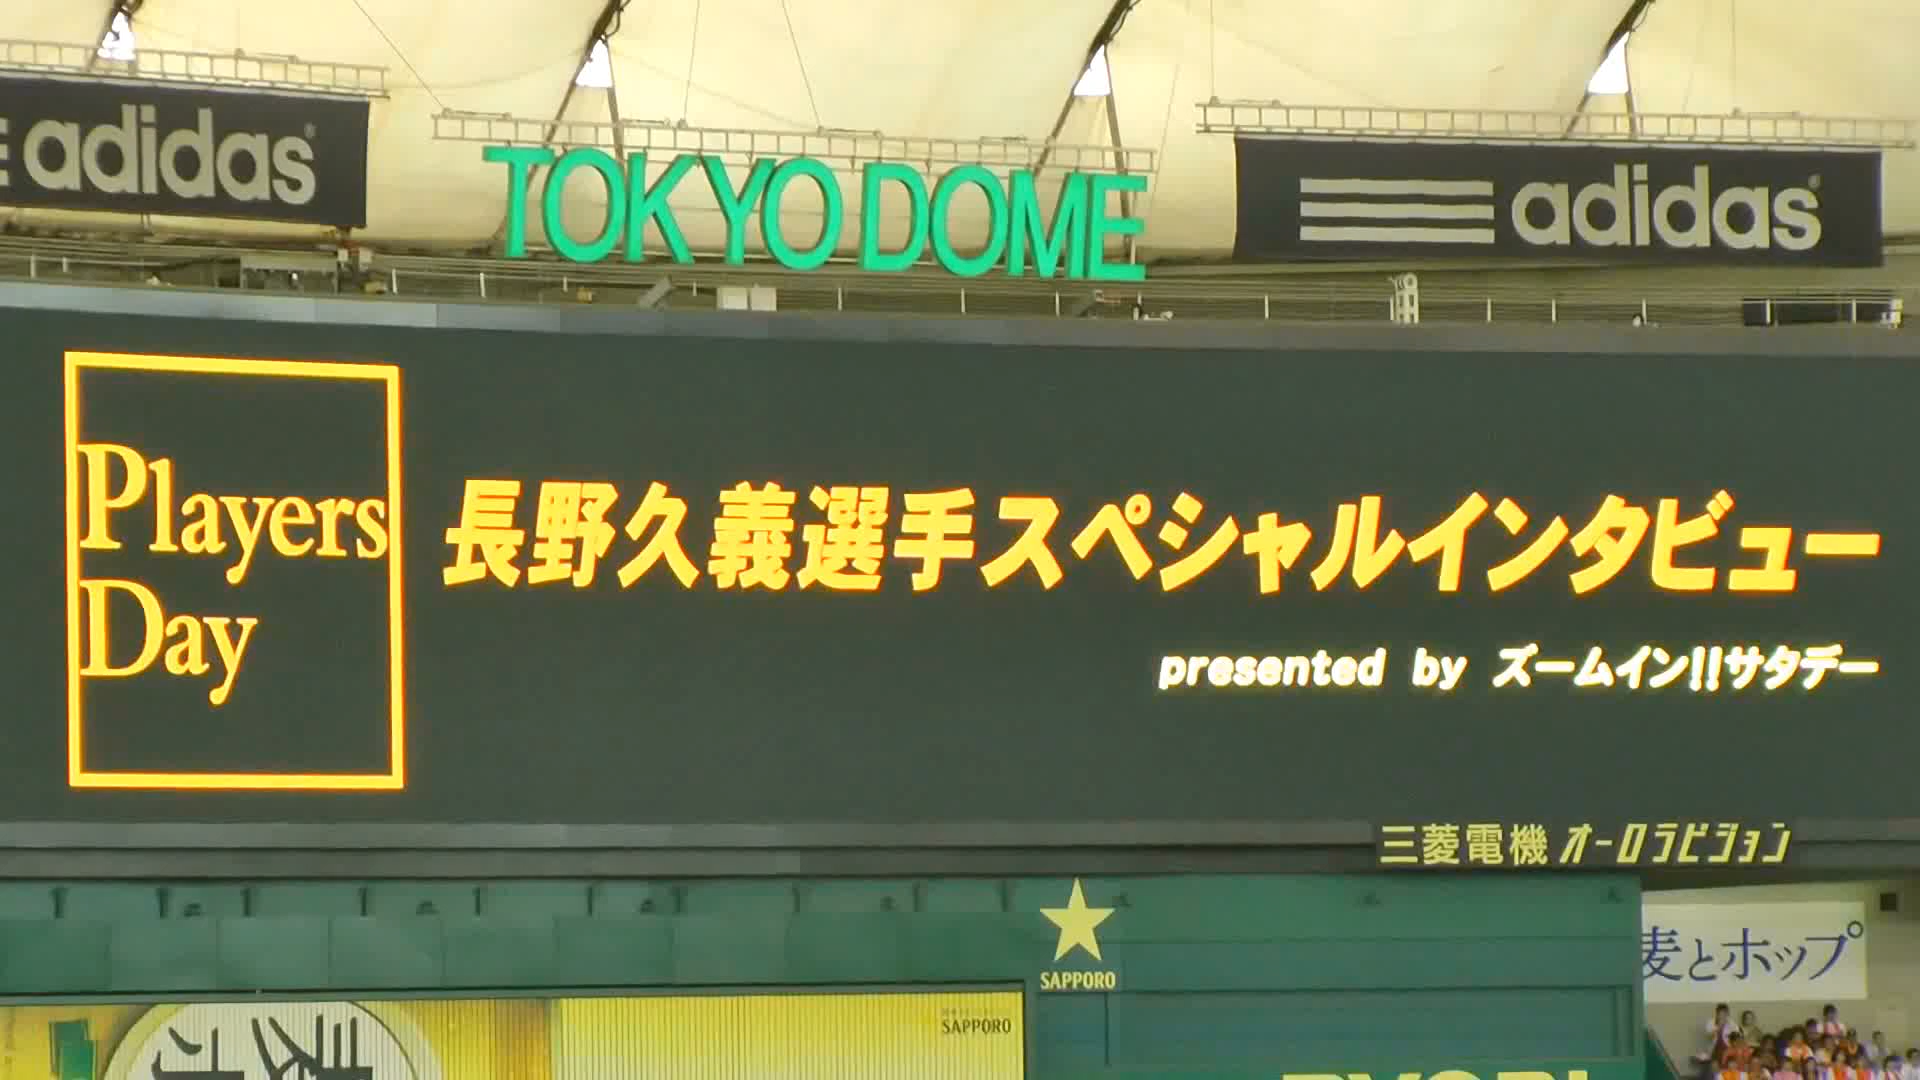 adidas
TOKYO DOME
adidas
Players
Day
長野久義選手スペシャルインタビュー
presented by ズームイン!!サタデー
三菱電機 オーロラビジョン
SAPPORO
麦とホップ
SAPPORO